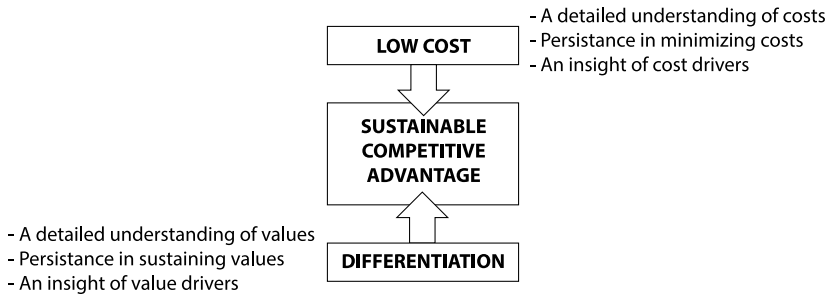 LOW COST
- A detailed understanding of costs
- Persistance in minimizing costs
- An insight of cost drivers
SUSTAINABLE
COMPETITIVE
ADVANTAGE
- A detailed understanding of values
- Persistance in sustaining values
- An insight of value drivers
DIFFERENTIATION